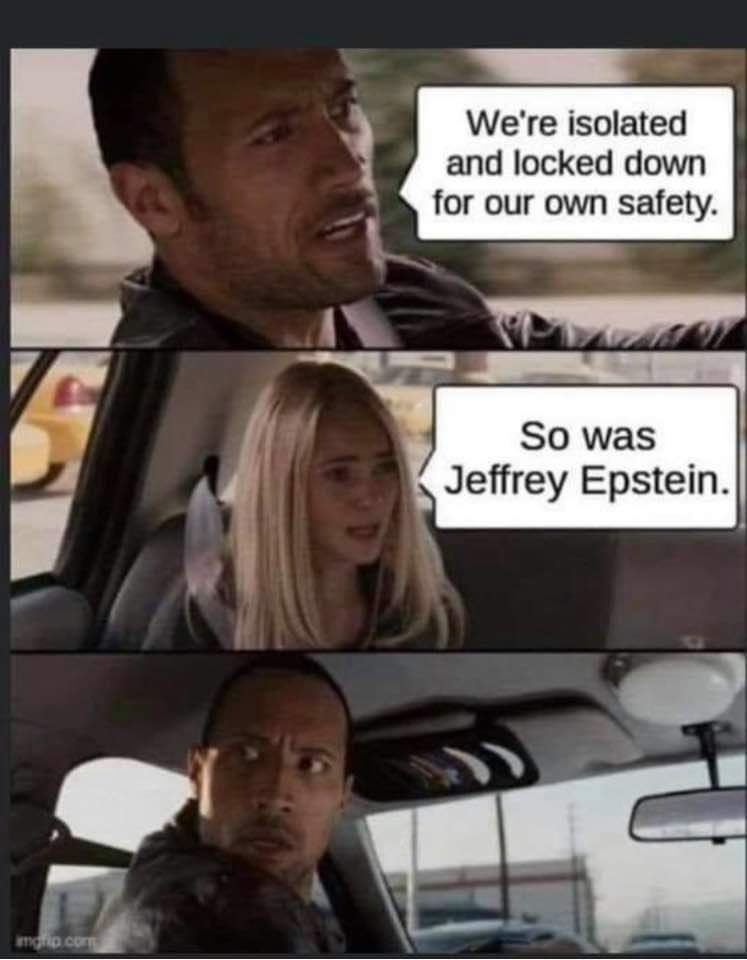 We're isolated
and locked down
for our own safety.
So was
Jeffrey Epstein.
imgflip.com